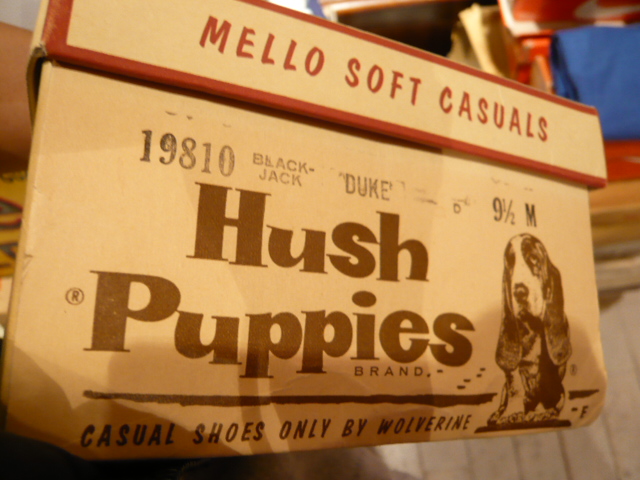 MELLO SOFT CASUALS
19810 BLACK-JACK "DUKE" D 9½ M
Hush
® Puppies
BRAND
®
CASUAL SHOES ONLY BY WOLVERINE